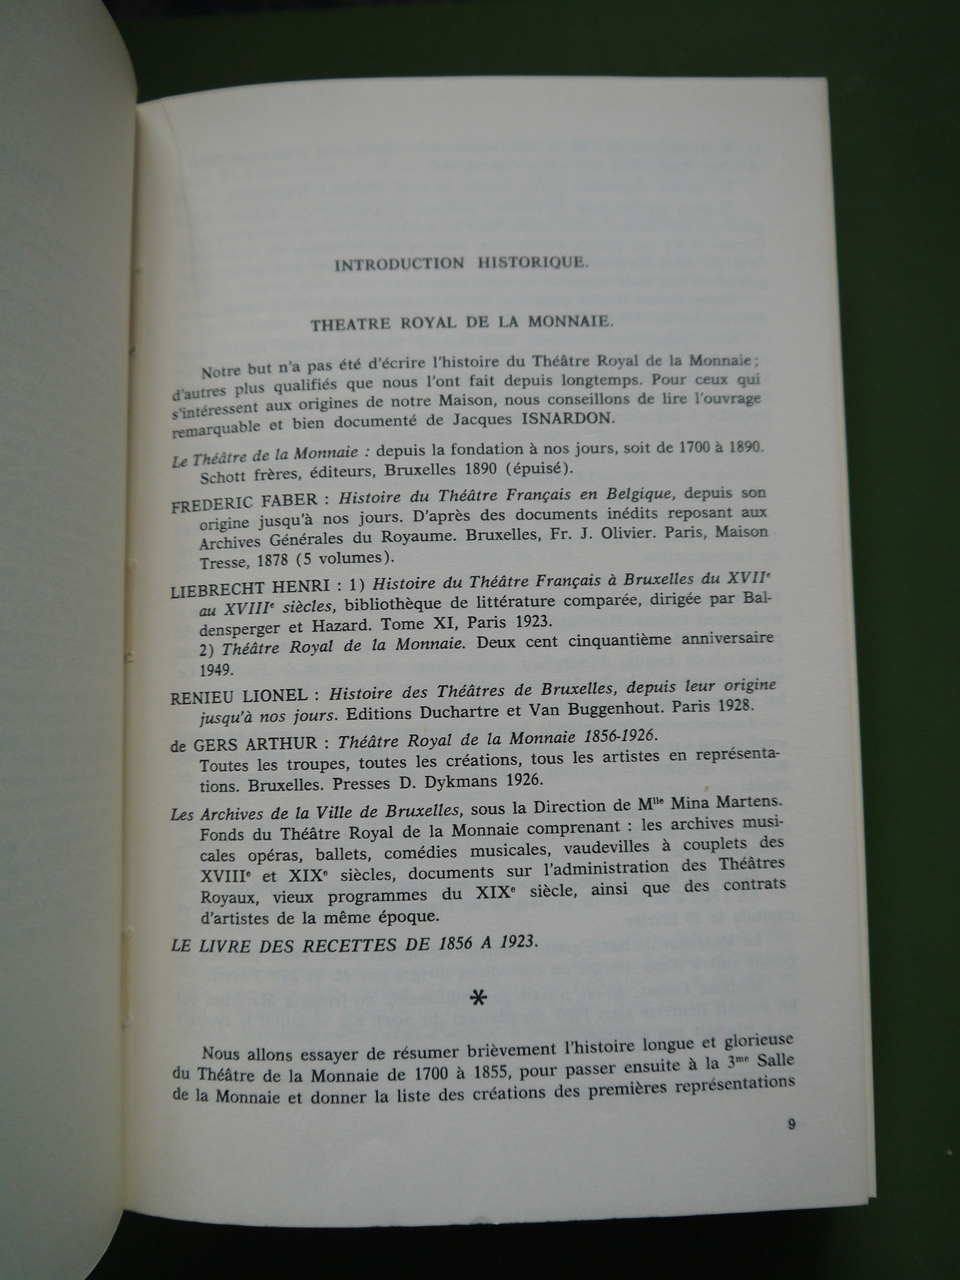 INTRODUCTION HISTORIQUE.
THEATRE ROYAL DE LA MONNAIE.
Notre but n'a pas été d'écrire l'histoire du Théâtre Royal de la Monnaie;
d'autres plus qualifiés que nous l'ont fait depuis longtemps. Pour ceux qui
s'intéressent aux origines de notre Maison, nous conseillons de lire l'ouvrage
remarquable et bien documenté de Jacques ISNARDON.
Le Théâtre de la Monnaie : depuis la fondation à nos jours, soit de 1700 à 1890.
Schott frères, éditeurs, Bruxelles 1890 (épuisé).
FREDERIC FABER : Histoire du Théâtre Français en Belgique, depuis son
origine jusqu'à nos jours. D'après des documents inédits reposant aux
Archives Générales du Royaume. Bruxelles, Fr. J. Olivier. Paris, Maison
Tresse, 1878 (5 volumes).
LIEBRECHT HENRI : 1) Histoire du Théâtre Français à Bruxelles du XVIIe
au XVIIIe siècles, bibliothèque de littérature comparée, dirigée par Bal-
densperger et Hazard. Tome XI, Paris 1923.
2) Théâtre Royal de la Monnaie. Deux cent cinquantième anniversaire
1949.
RENIEU LIONEL : Histoire des Théâtres de Bruxelles, depuis leur origine
jusqu'à nos jours. Editions Duchartre et Van Buggenhout. Paris 1928.
de GERS ARTHUR : Théâtre Royal de la Monnaie 1856-1926.
Toutes les troupes, toutes les créations, tous les artistes en représenta-
tions. Bruxelles. Presses D. Dykmans 1926.
Les Archives de la Ville de Bruxelles, sous la Direction de Mlle Mina Martens.
Fonds du Théâtre Royal de la Monnaie comprenant : les archives musi-
cales opéras, ballets, comédies musicales, vaudevilles à couplets des
XVIIIe et XIXe siècles, documents sur l'administration des Théâtres
Royaux, vieux programmes du XIXe siècle, ainsi que des contrats
d'artistes de la même époque.
LE LIVRE DES RECETTES DE 1856 A 1923.
*
Nous allons essayer de résumer brièvement l'histoire longue et glorieuse
du Théâtre de la Monnaie de 1700 à 1855, pour passer ensuite à la 3me Salle
de la Monnaie et donner la liste des créations des premières représentations
9